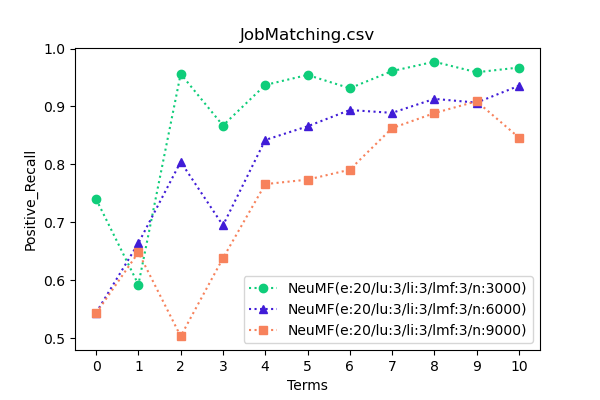 JobMatching.csv
Positive_Recall
1.0
0.9
0.8
0.7
0.6
0.5
NeuMF(e:20/lu:3/li:3/lmf:3/n:3000)
NeuMF(e:20/lu:3/li:3/lmf:3/n:6000)
NeuMF(e:20/lu:3/li:3/lmf:3/n:9000)
0 1 2 3 4 5 6 7 8 9 10
Terms